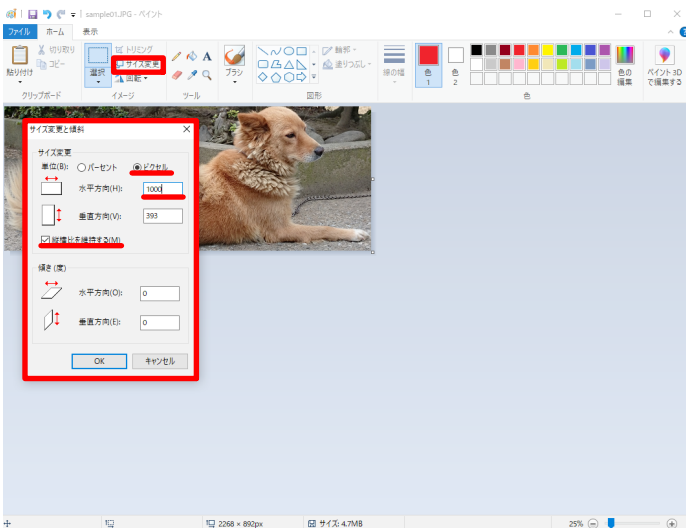 sample01.JPG - ペイント
ファイル ホーム 表示
貼り付け
切り取り
コピー
クリップボード
選択
トリミング
サイズ変更
回転
イメージ
ツール
ブラシ
輪郭
塗りつぶし
図形
線の幅
色
1
色
2
色の
編集
色
ペイント 3D
で編集する
サイズ変更と傾斜
サイズ変更
単位(B): パーセント ピクセル
水平方向(H): 1000
垂直方向(V): 393
縦横比を維持する(M)
傾き (度)
水平方向(O): 0
垂直方向(E): 0
OK キャンセル
2268 × 892px サイズ: 4.7MB 25%